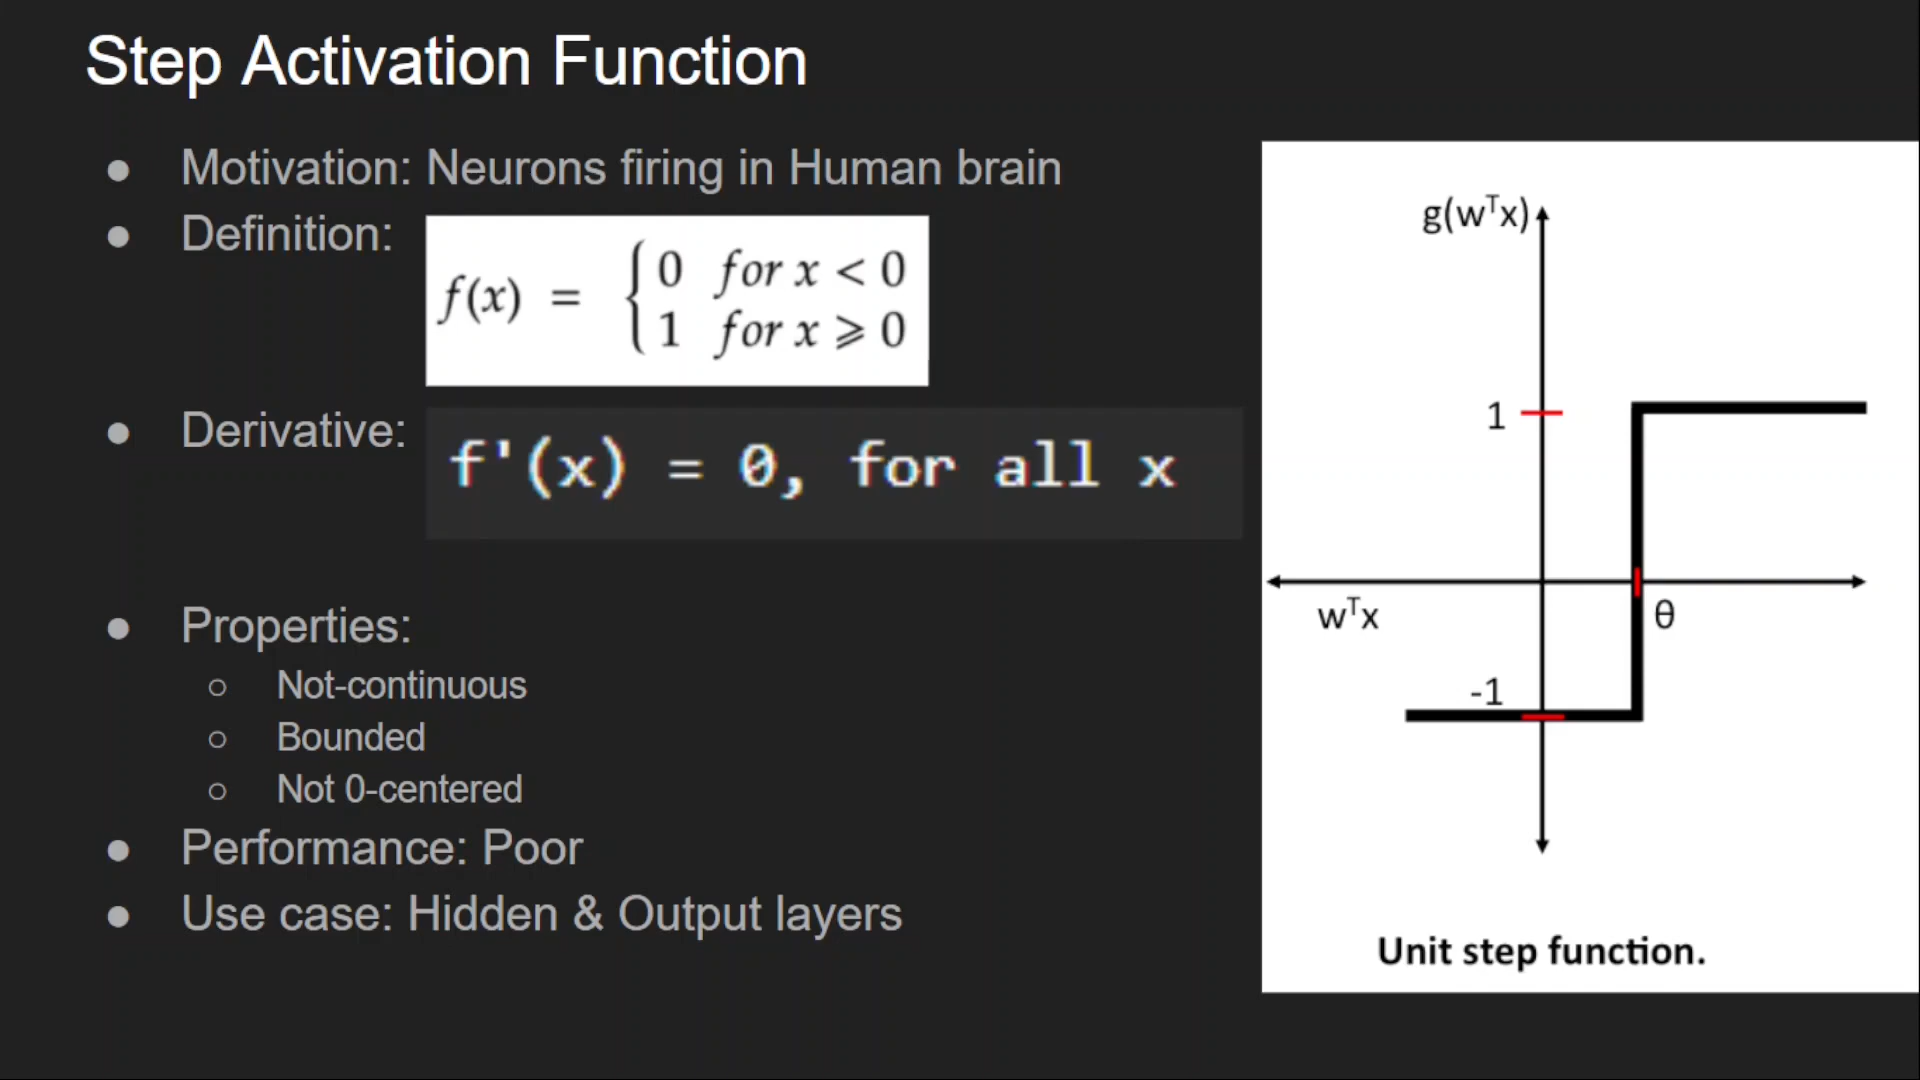 Step Activation Function
● Motivation: Neurons firing in Human brain
● Definition:
f(x) = { 0 for x < 0
1 for x ⩾ 0
● Derivative:
f'(x) = 0, for all x
● Properties:
○ Not-continuous
○ Bounded
○ Not 0-centered
● Performance: Poor
● Use case: Hidden & Output layers
g(wᵀx)
1
wᵀx
θ
-1
Unit step function.